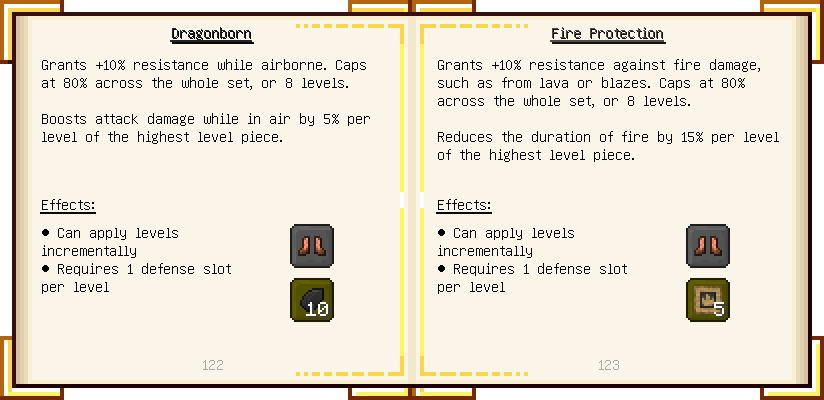 Dragonborn
Grants +10% resistance while airborne. Caps
at 80% across the whole set, or 8 levels.
Boosts attack damage while in air by 5% per
level of the highest level piece.
Effects:
• Can apply levels
incrementally
• Requires 1 defense slot
per level
10
122
Fire Protection
Grants +10% resistance against fire damage,
such as from lava or blazes. Caps at 80%
across the whole set, or 8 levels.
Reduces the duration of fire by 15% per level
of the highest level piece.
Effects:
• Can apply levels
incrementally
• Requires 1 defense slot
per level
5
123